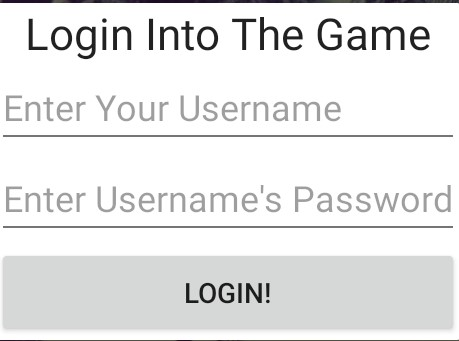 Login Into The Game
Enter Your Username
Enter Username's Password
LOGIN!